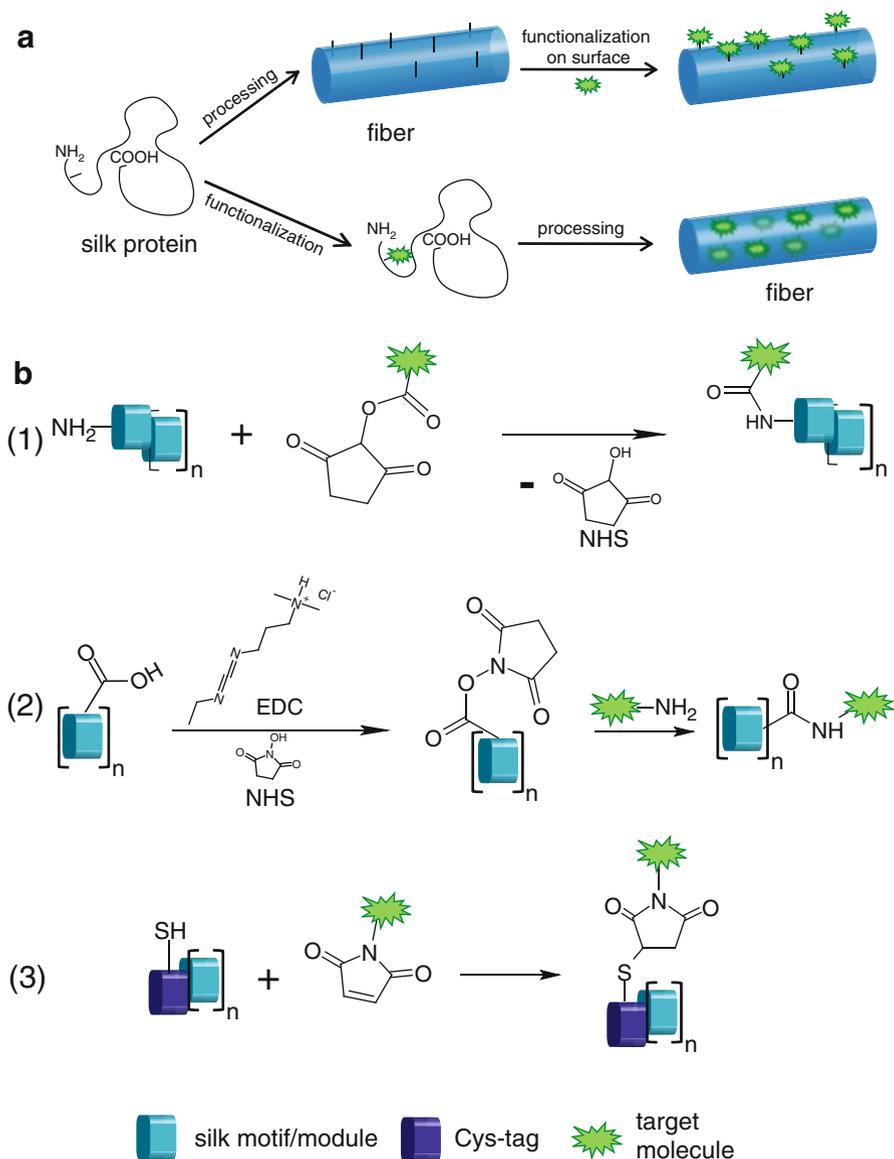 a
processing
functionalization
on surface
fiber
NH2
COOH
silk protein
functionalization
NH2
COOH
processing
fiber
b
(1)
NH2
n
+
O
O
O
O
-
OH
O
O
NHS
O
HN
n
(2)
O
OH
n
H
N+
Cl-
N
N
EDC
OH
N
O
O
NHS
O
N
O
O
O
n
NH2
O
NH
n
(3)
SH
n
+
N
O
O
N
O
O
S
n
silk motif/module
Cys-tag
target
molecule